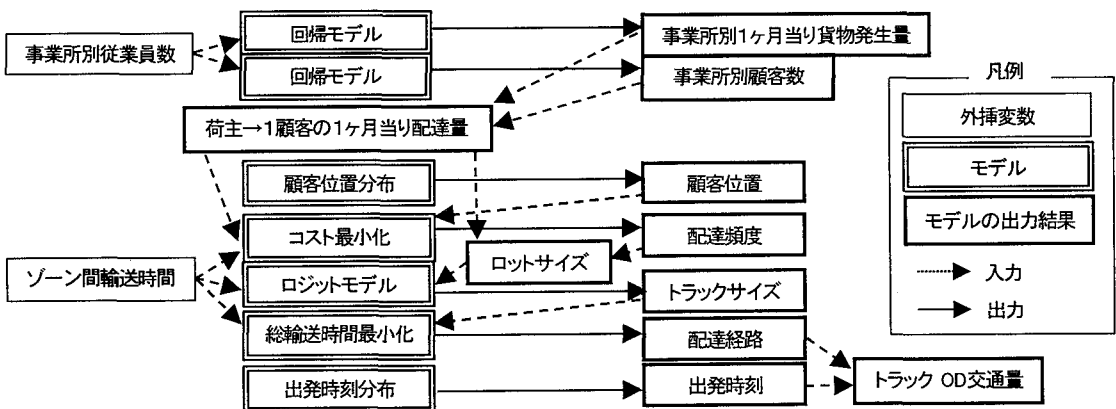 回帰モデル
事業所別1ヶ月当り貨物発生量
事業所別従業員数
回帰モデル
事業所別顧客数
凡例
外挿変数
荷主→1顧客の1ヶ月当り配達量
モデル
顧客位置分布
顧客位置
モデルの出力結果
コスト最小化
配達頻度
ロットサイズ
ゾーン間輸送時間
ロジットモデル
トラックサイズ
入力
出力
総輸送時間最小化
配達経路
出発時刻分布
出発時刻
トラック OD交通量